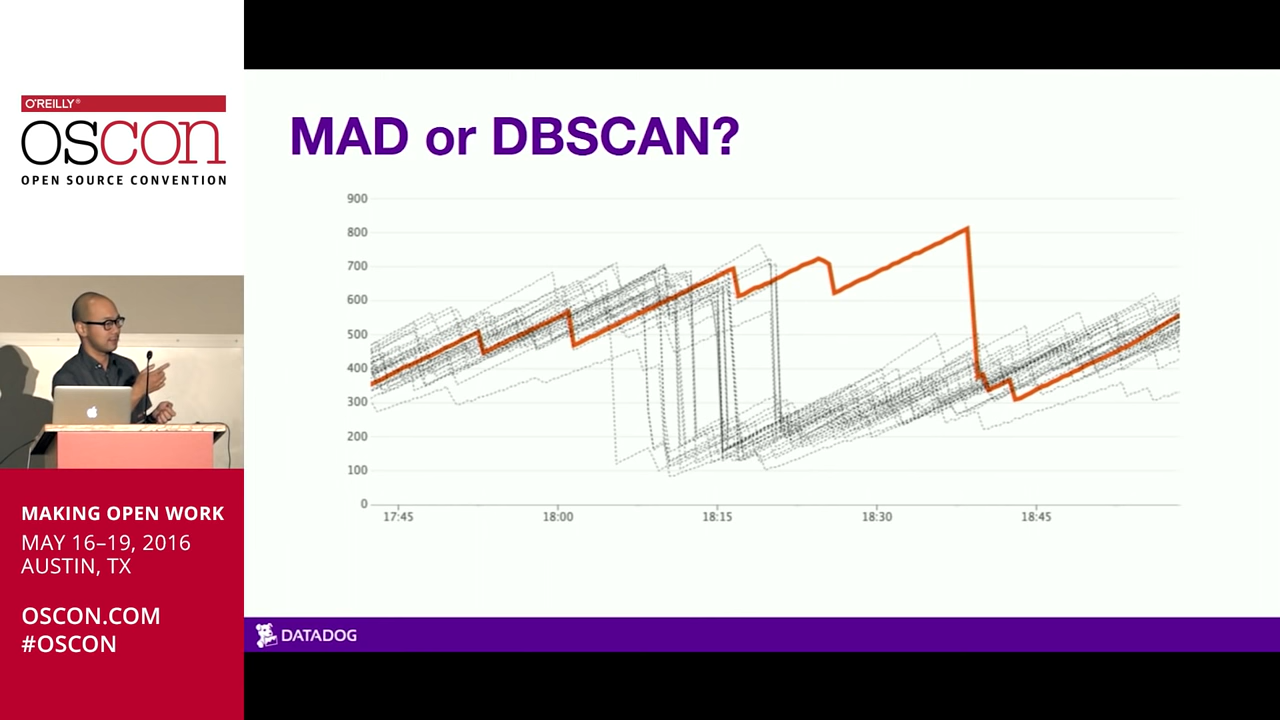 O'REILLY®
OSCON
OPEN SOURCE CONVENTION
MAKING OPEN WORK
MAY 16–19, 2016
AUSTIN, TX
OSCON.COM
#OSCON
MAD or DBSCAN?
900
800
700
600
500
400
300
200
100
0
17:45 18:00 18:15 18:30 18:45
DATADOG